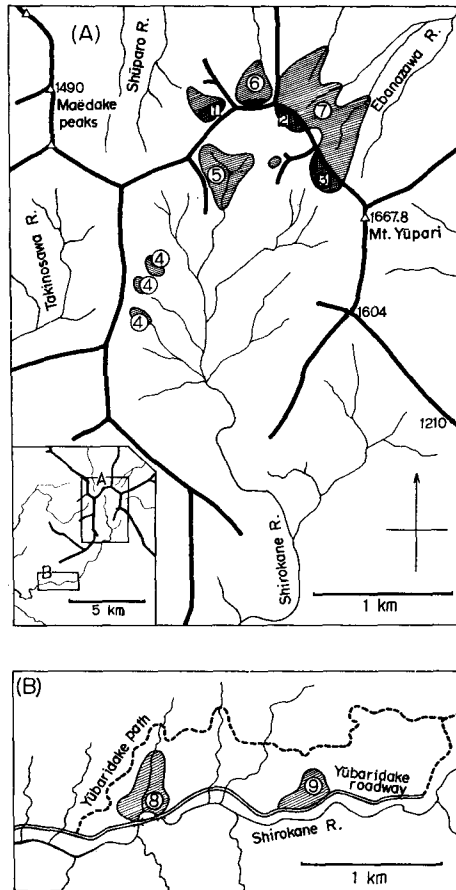 (A)
1490
Maëdake
peaks
Shūparo R.
⑥
①
②
⑦
Ebanazawa R.
⑤
③
1667.8
Mt. Yūpari
Takinosawa R.
④
④
④
1604
1210
A
B
5 km
Shirokane R.
1 km
(B)
Yūbaridake path
⑧
⑨
Yūbaridake
roadway
Shirokane R.
1 km